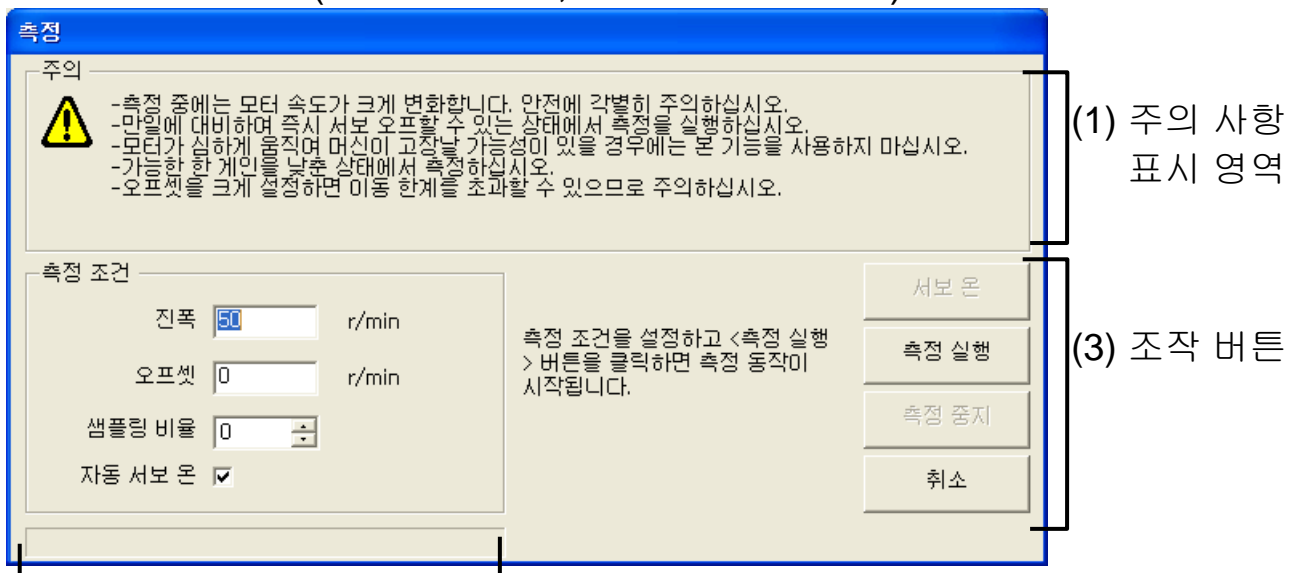 측정
주의
-측정 중에는 모터 속도가 크게 변화합니다. 안전에 각별히 주의하십시오.
-만일에 대비하여 즉시 서보 오프할 수 있는 상태에서 측정을 실행하십시오.
-모터가 심하게 움직여 머신이 고장날 가능성이 있을 경우에는 본 기능을 사용하지 마십시오.
-가능한 한 게인을 낮춘 상태에서 측정하십시오.
-오프셋을 크게 설정하면 이동 한계를 초과할 수 있으므로 주의하십시오.
(1) 주의 사항
표시 영역
측정 조건
진폭 50 r/min
오프셋 0 r/min
샘플링 비율 0
자동 서보 온
측정 조건을 설정하고 <측정 실행
> 버튼을 클릭하면 측정 동작이
시작됩니다.
서보 온
측정 실행
측정 중지
취소
(3) 조작 버튼